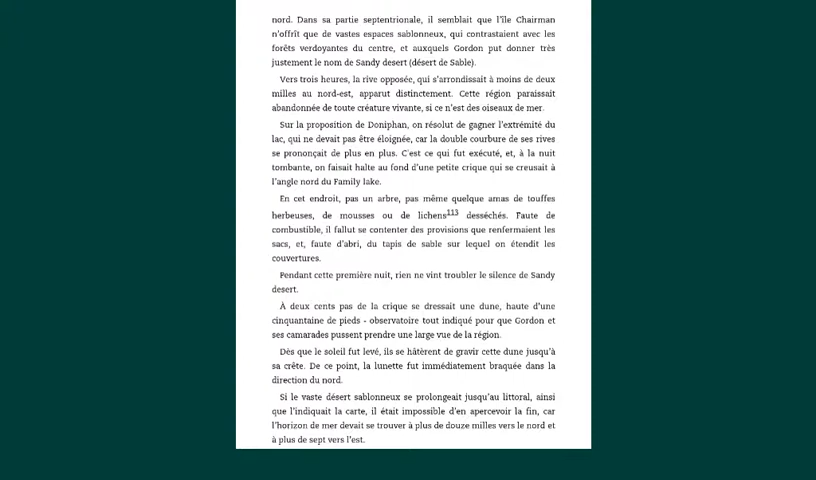 nord. Dans sa partie septentrionale, il semblait que l'île Chairman
n'offrît que de vastes espaces sablonneux, qui contrastaient avec les
forêts verdoyantes du centre, et auxquels Gordon put donner très
justement le nom de Sandy desert (désert de Sable).
Vers trois heures, la rive opposée, qui s'arrondissait à moins de deux
milles au nord-est, apparut distinctement. Cette région paraissait
abandonnée de toute créature vivante, si ce n'est des oiseaux de mer.
Sur la proposition de Doniphan, on résolut de gagner l'extrémité du
lac, qui ne devait pas être éloignée, car la double courbure de ses rives
se prononçait de plus en plus. C'est ce qui fut exécuté, et, à la nuit
tombante, on faisait halte au fond d'une petite crique qui se creusait à
l'angle nord du Family lake.
En cet endroit, pas un arbre, pas même quelque amas de touffes
herbeuses, de mousses ou de lichens113 desséchés. Faute de
combustible, il fallut se contenter des provisions que renfermaient les
sacs, et, faute d'abri, du tapis de sable sur lequel on étendit les
couvertures.
Pendant cette première nuit, rien ne vint troubler le silence de Sandy
desert.
À deux cents pas de la crique se dressait une dune, haute d'une
cinquantaine de pieds - observatoire tout indiqué pour que Gordon et
ses camarades pussent prendre une large vue de la région.
Dès que le soleil fut levé, ils se hâtèrent de gravir cette dune jusqu'à
sa crête. De ce point, la lunette fut immédiatement braquée dans la
direction du nord.
Si le vaste désert sablonneux se prolongeait jusqu'au littoral, ainsi
que l'indiquait la carte, il était impossible d'en apercevoir la fin, car
l'horizon de mer devait se trouver à plus de douze milles vers le nord et
à plus de sept vers l'est.